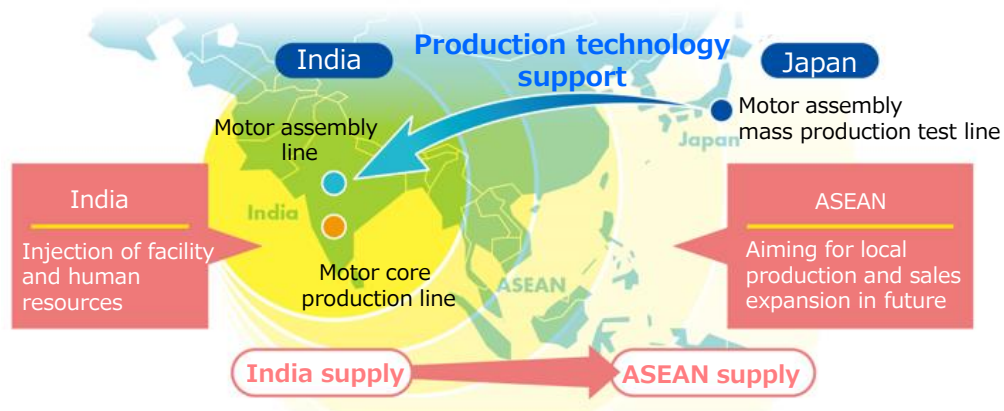 India
Production technology
support
Japan
Motor assembly
line
Motor assembly
mass production test line
Japan
India
Injection of facility
and human
resources
India
Motor core
production line
ASEAN
ASEAN
Aiming for local
production and sales
expansion in future
India supply
ASEAN supply